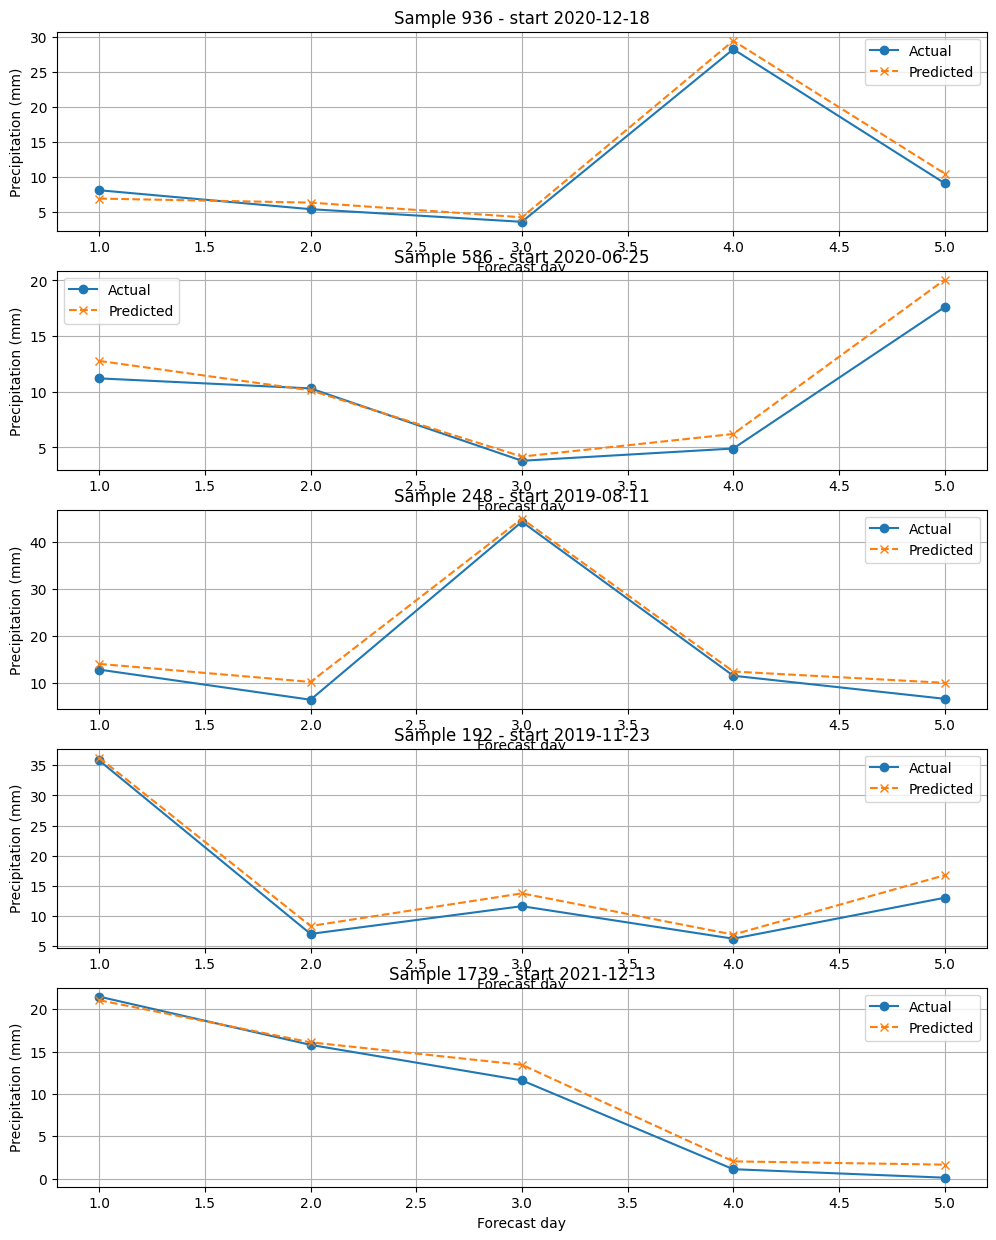 Sample 936 - start 2020-12-18
Precipitation (mm)
30
25
20
15
10
5
Actual
Predicted
1.0 1.5 2.0 2.5 3.0 3.5 4.0 4.5 5.0
Forecast day
Sample 586 - start 2020-06-25
Precipitation (mm)
20
15
10
5
Actual
Predicted
1.0 1.5 2.0 2.5 3.0 3.5 4.0 4.5 5.0
Forecast day
Sample 248 - start 2019-08-11
Precipitation (mm)
40
30
20
10
Actual
Predicted
1.0 1.5 2.0 2.5 3.0 3.5 4.0 4.5 5.0
Forecast day
Sample 192 - start 2019-11-23
Precipitation (mm)
35
30
25
20
15
10
5
Actual
Predicted
1.0 1.5 2.0 2.5 3.0 3.5 4.0 4.5 5.0
Forecast day
Sample 1739 - start 2021-12-13
Precipitation (mm)
20
15
10
5
0
Actual
Predicted
1.0 1.5 2.0 2.5 3.0 3.5 4.0 4.5 5.0
Forecast day